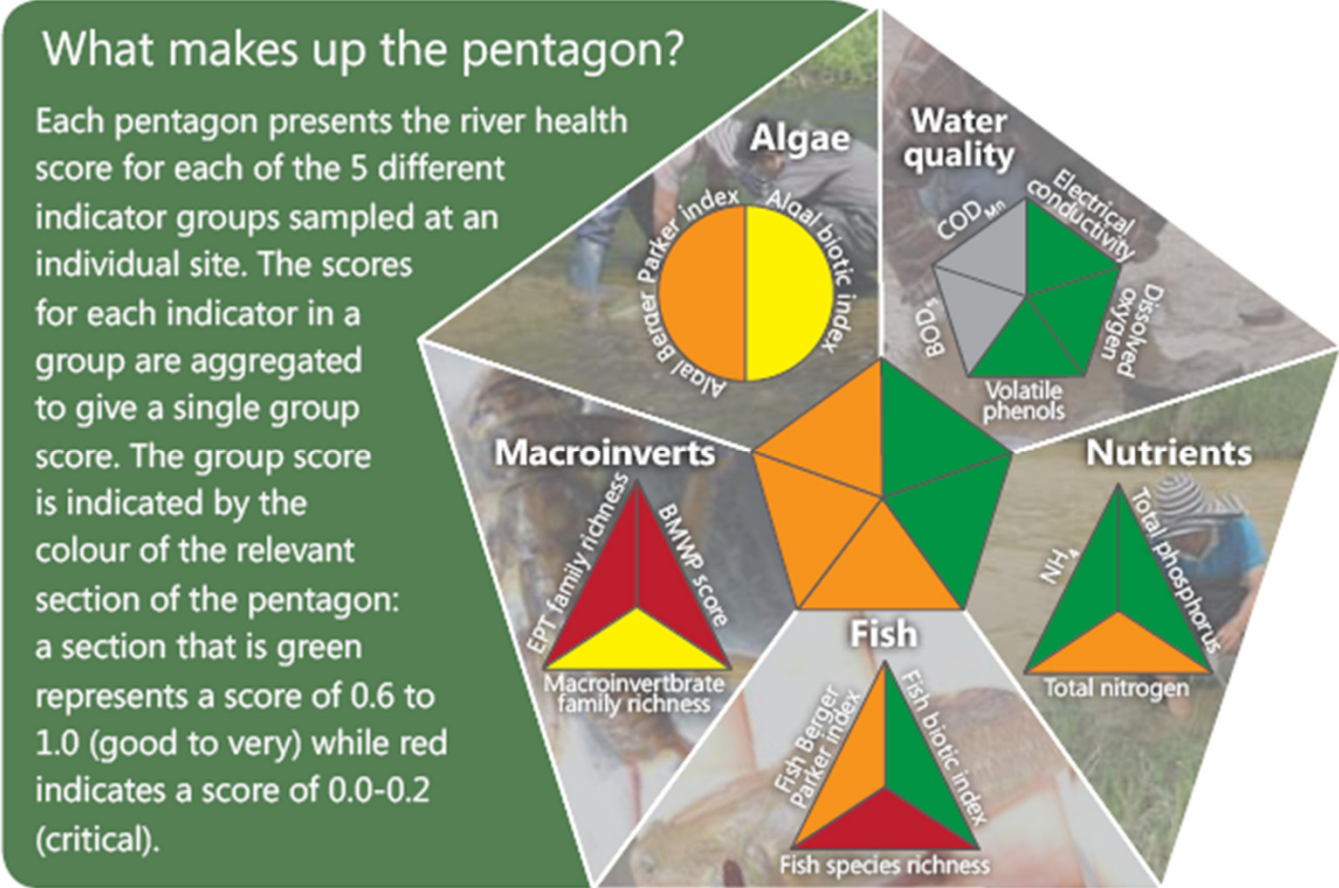 What makes up the pentagon?
Each pentagon presents the river health
score for each of the 5 different
indicator groups sampled at an
individual site. The scores
for each indicator in a
group are aggregated
to give a single group
score. The group score
is indicated by the
colour of the relevant
section of the pentagon:
a section that is green
represents a score of 0.6 to
1.0 (good to very) while red
indicates a score of 0.0-0.2
(critical).
Algae
Algal Berger Parker index
Algal biotic index
Water
quality
COD Mn
Electrical
conductivity
Dissolved
oxygen
Volatile
phenols
BOD5
Macroinverts
EPT family richness
BMWP score
Macroinvertbrate
family richness
Nutrients
NH4
Total phosphorus
Total nitrogen
Fish
Fish Berger
Parker index
Fish biotic index
Fish species richness